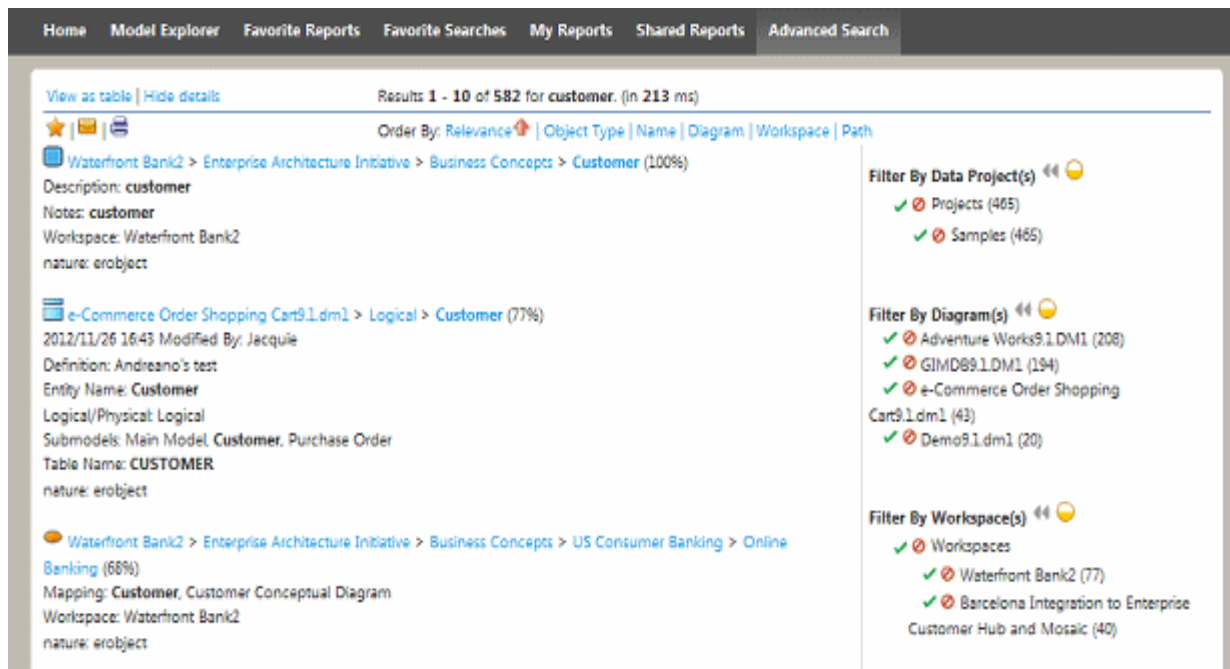 Home Model Explorer Favorite Reports Favorite Searches My Reports Shared Reports Advanced Search
View as table | Hide details
Results 1 - 10 of 582 for customer. (in 213 ms)
Order By: Relevance | Object Type | Name | Diagram | Workspace | Path
Waterfront Bank2 > Enterprise Architecture Initiative > Business Concepts > Customer (100%)
Description: customer
Notes: customer
Workspace: Waterfront Bank2
nature: erobject
e-Commerce Order Shopping Cart9.1.dm1 > Logical > Customer (77%)
2012/11/26 16:43 Modified By: Jacquie
Definition: Andreano's test
Entity Name: Customer
Logical/Physical: Logical
Submodels: Main Model, Customer, Purchase Order
Table Name: CUSTOMER
nature: erobject
Waterfront Bank2 > Enterprise Architecture Initiative > Business Concepts > US Consumer Banking > Online
Banking (68%)
Mapping: Customer, Customer Conceptual Diagram
Workspace: Waterfront Bank2
nature: erobject
Filter By Data Project(s)
Projects (465)
Samples (465)
Filter By Diagram(s)
Adventure Works9.1.DM1 (208)
GIMDB9.1.DM1 (194)
e-Commerce Order Shopping
Cart9.1.dm1 (43)
Demo9.1.dm1 (20)
Filter By Workspace(s)
Workspaces
Waterfront Bank2 (77)
Barcelona Integration to Enterprise
Customer Hub and Mosaic (40)